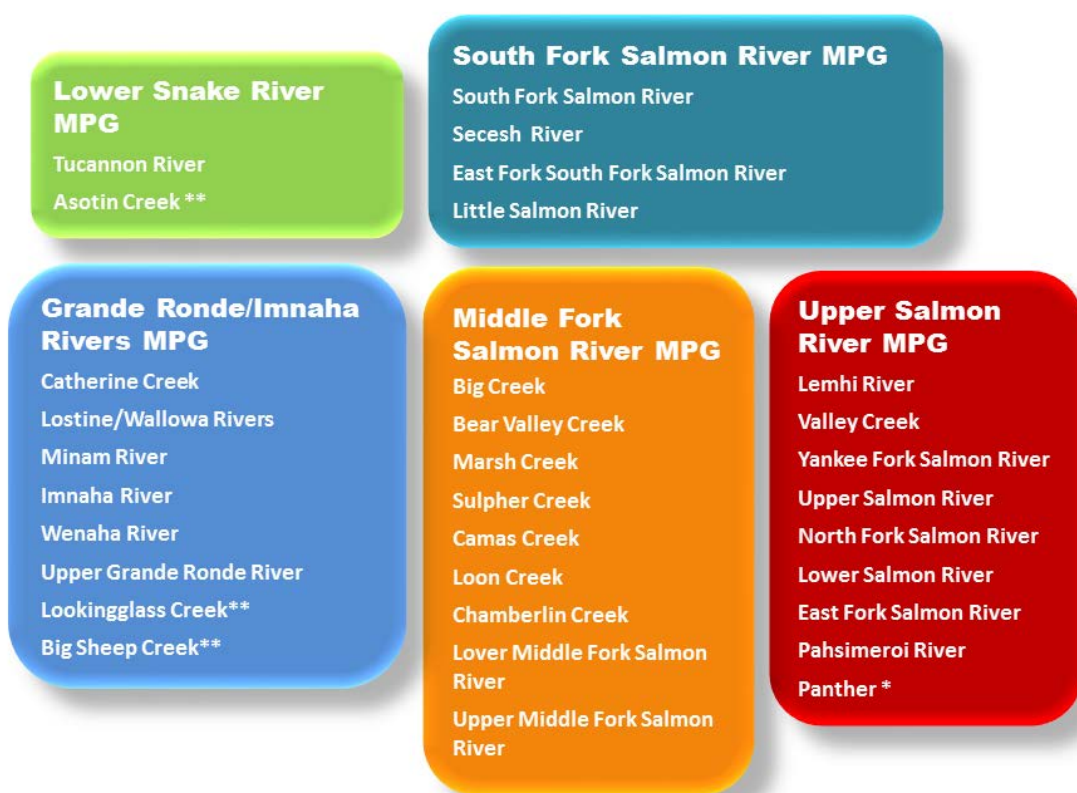 Lower Snake River
MPG
Tucannon River
Asotin Creek **
South Fork Salmon River MPG
South Fork Salmon River
Secesh River
East Fork South Fork Salmon River
Little Salmon River
Grande Ronde/Imnaha
Rivers MPG
Catherine Creek
Lostine/Wallowa Rivers
Minam River
Imnaha River
Wenaha River
Upper Grande Ronde River
Lookingglass Creek**
Big Sheep Creek**
Middle Fork
Salmon River MPG
Big Creek
Bear Valley Creek
Marsh Creek
Sulpher Creek
Camas Creek
Loon Creek
Chamberlin Creek
Lover Middle Fork Salmon
River
Upper Middle Fork Salmon
River
Upper Salmon
River MPG
Lemhi River
Valley Creek
Yankee Fork Salmon River
Upper Salmon River
North Fork Salmon River
Lower Salmon River
East Fork Salmon River
Pahsimeroi River
Panther *